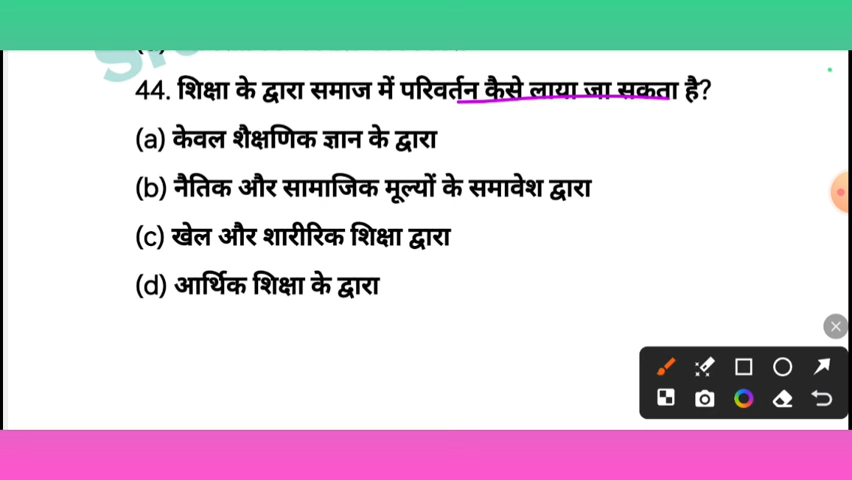 44. शिक्षा के द्वारा समाज में परिवर्तन कैसे लाया जा सकता है?
(a) केवल शैक्षणिक ज्ञान के द्वारा
(b) नैतिक और सामाजिक मूल्यों के समावेश द्वारा
(c) खेल और शारीरिक शिक्षा द्वारा
(d) आर्थिक शिक्षा के द्वारा